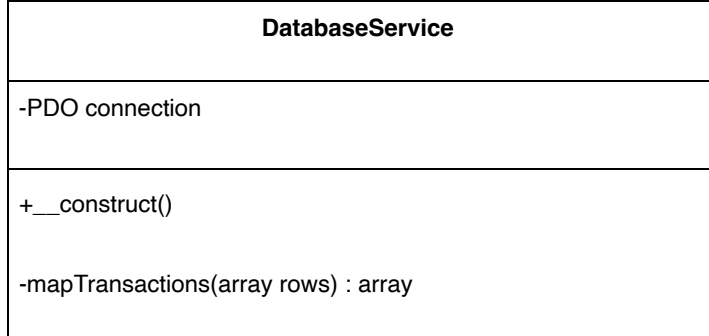 DatabaseService
-PDO connection
+__construct()
-mapTransactions(array rows) : array